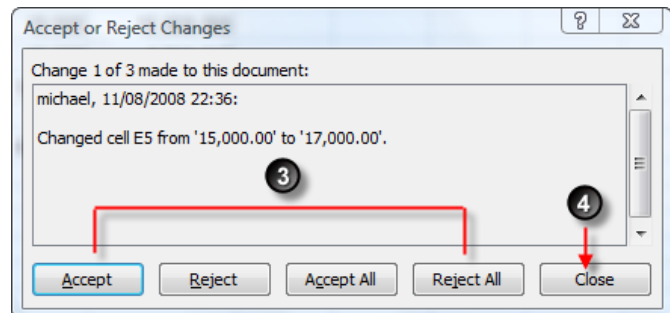 Accept or Reject Changes
?
Change 1 of 3 made to this document:
michael, 11/08/2008 22:36:
Changed cell E5 from '15,000.00' to '17,000.00'.
3
4
Accept
Reject
Accept All
Reject All
Close